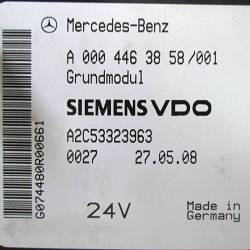 Mercedes-Benz
A 000 446 38 58/001
Grundmodul
SIEMENS VDO
A2C53323963
0027 27.05.08
G074480R00661
24V
Made in
Germany